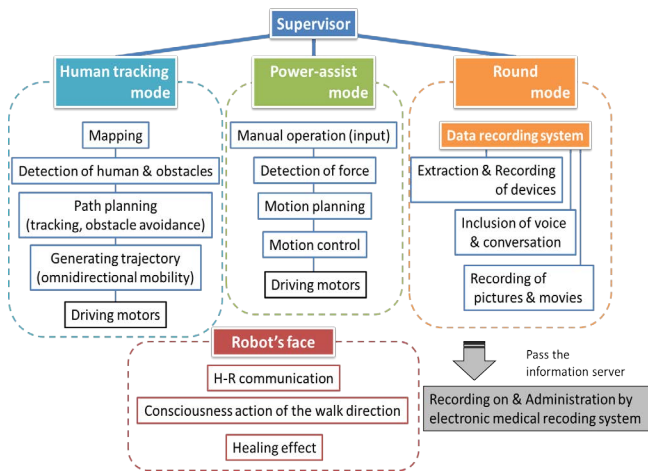 Supervisor
Human tracking
mode
Mapping
Detection of human & obstacles
Path planning
(tracking, obstacle avoidance)
Generating trajectory
(omnidirectional mobility)
Driving motors
Power-assist
mode
Manual operation (input)
Detection of force
Motion planning
Motion control
Driving motors
Round
mode
Data recording system
Extraction & Recording
of devices
Inclusion of voice
& conversation
Recording of
pictures & movies
Robot's face
H-R communication
Consciousness action of the walk direction
Healing effect
Pass the
information server
Recording on & Administration by
electronic medical recoding system